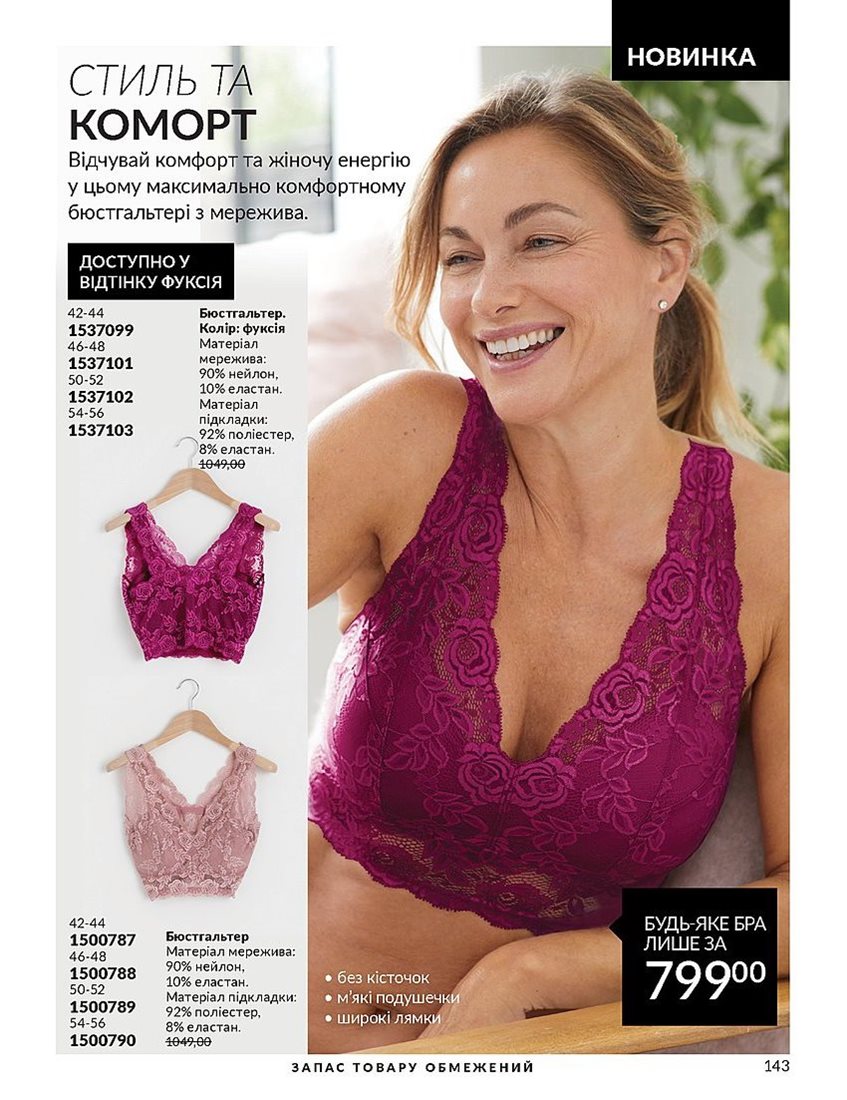 НОВИНКА
СТИЛЬ ТА
КОМОРТ
Відчувай комфорт та жіночу енергію
у цьому максимально комфортному
бюстгальтері з мережива.
ДОСТУПНО У
ВІДТІНКУ ФУКСІЯ
42-44
1537099
46-48
1537101
50-52
1537102
54-56
1537103
Бюстгальтер.
Колір: фуксія
Матеріал
мережива:
90% нейлон,
10% еластан.
Матеріал
підкладки:
92% поліестер,
8% еластан.
1049,00
42-44
1500787
46-48
1500788
50-52
1500789
54-56
1500790
Бюстгальтер
Матеріал мережива:
90% нейлон,
10% еластан.
Матеріал підкладки:
92% поліестер,
8% еластан.
1049,00
• без кісточок
• м'які подушечки
• широкі лямки
БУДЬ-ЯКЕ БРА
ЛИШЕ ЗА
79900
ЗАПАС ТОВАРУ ОБМЕЖЕНИЙ
143